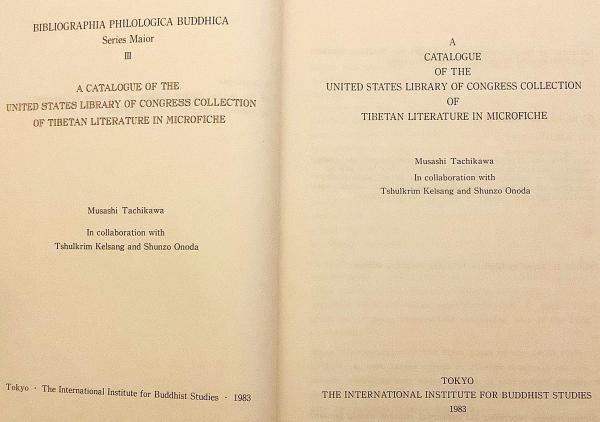 BIBLIOGRAPHIA PHILOLOGICA BUDDHICA
Series Maior
III
A CATALOGUE OF THE
UNITED STATES LIBRARY OF CONGRESS COLLECTION
OF TIBETAN LITERATURE IN MICROFICHE
Musashi Tachikawa
In collaboration with
Tshulkrim Kelsang and Shunzo Onoda
Tokyo · The International Institute for Buddhist Studies · 1983
A
CATALOGUE
OF THE
UNITED STATES LIBRARY OF CONGRESS COLLECTION
OF
TIBETAN LITERATURE IN MICROFICHE
Musashi Tachikawa
In collaboration with
Tshulkrim Kelsang and Shunzo Onoda
TOKYO
THE INTERNATIONAL INSTITUTE FOR BUDDHIST STUDIES
1983